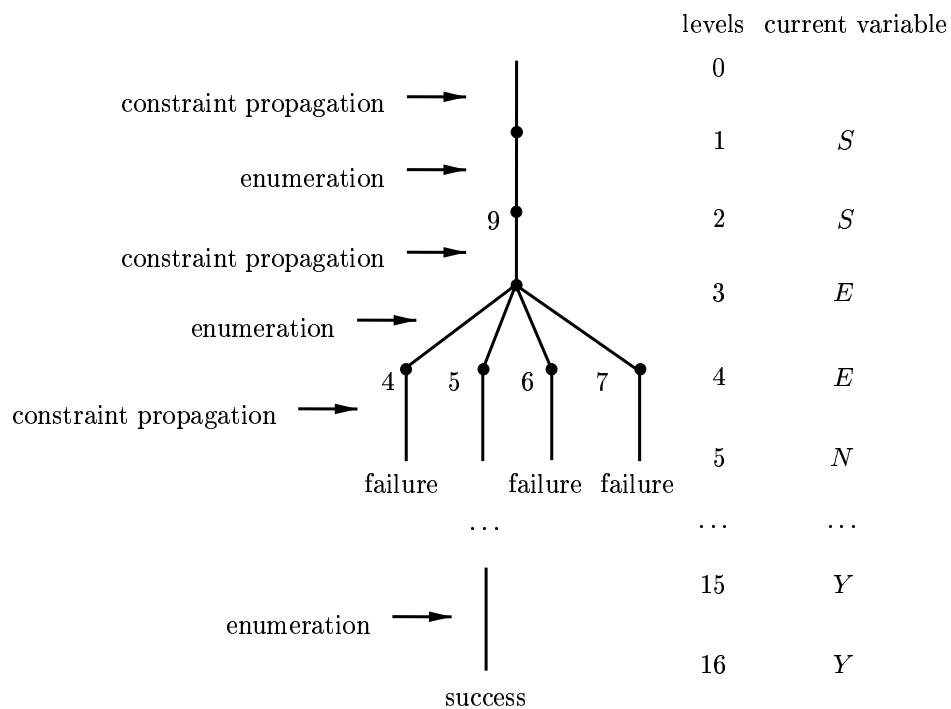 levels current variable
0
constraint propagation
1 S
enumeration
9 2 S
constraint propagation
3 E
enumeration
4 5 6 7 4 E
constraint propagation
5 N
failure failure failure
... ... ...
15 Y
enumeration
16 Y
success